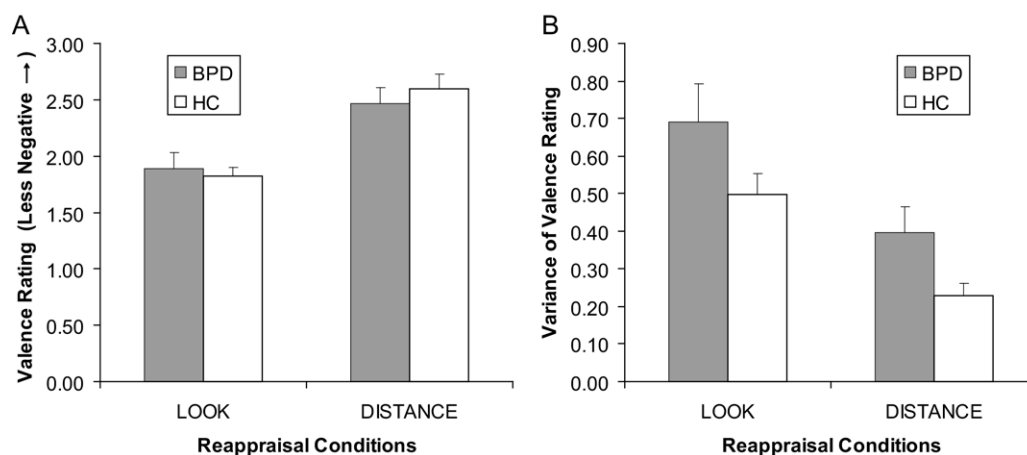 A
Valence Rating (Less Negative → )
3.00
2.50
2.00
1.50
1.00
0.50
0.00
BPD
HC
LOOK
DISTANCE
Reappraisal Conditions
B
Variance of Valence Rating
0.90
0.80
0.70
0.60
0.50
0.40
0.30
0.20
0.10
0.00
BPD
HC
LOOK
DISTANCE
Reappraisal Conditions